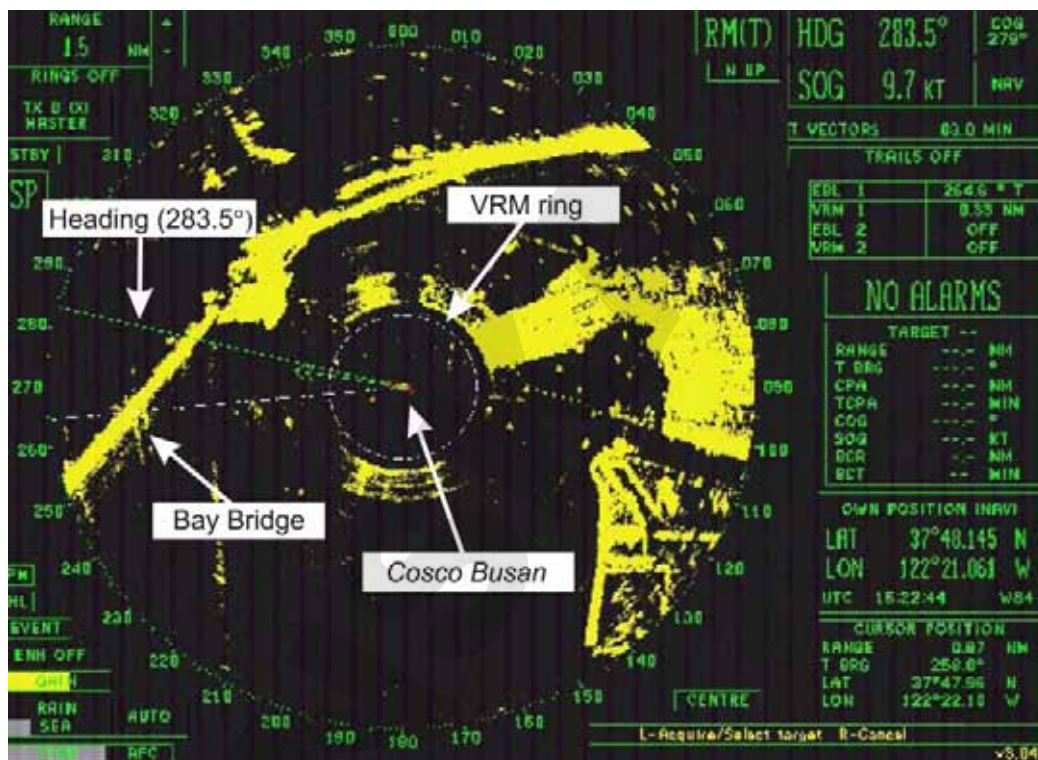 RANGE
1.5 NM
+
-
RINGS OFF
TX B (X)
MASTER
STBY
SP
350 000 010
340 020
330 030
320 040
310 050
Heading (283.5°)
VRM ring
060
290 070
280 080
270 090
260 100
250 110
Bay Bridge
Cosco Busan
240 120
230 130
220 140
210 150
200 160
190 180 170
EVENT
ENH OFF
GAIN
RAIN
SEA
AUTO
AFC
RM(T)
N UP
HDG 283.5°
COG
279°
SOG 9.7 KT
NAV
T VECTORS 03.0 MIN
TRAILS OFF
EBL 1 264.6 ° T
VRM 1 0.33 NM
EBL 2 OFF
VRM 2 OFF
NO ALARMS
TARGET --
RANGE --.- NM
T BRG ---.- °
CPA --.- NM
TCPA --.- MIN
COG ---.- °
SOG --.- KT
BCR --.- NM
BCT --.- MIN
OWN POSITION (NAV)
LAT 37°48.145 N
LON 122°21.061 W
UTC 16:22:44 W84
CURSOR POSITION
RANGE 0.87 NM
T BRG 258.0°
LAT 37°47.96 N
LON 122°22.10 W
CENTRE
L-Acquire/Select target R-Cancel
v3.04